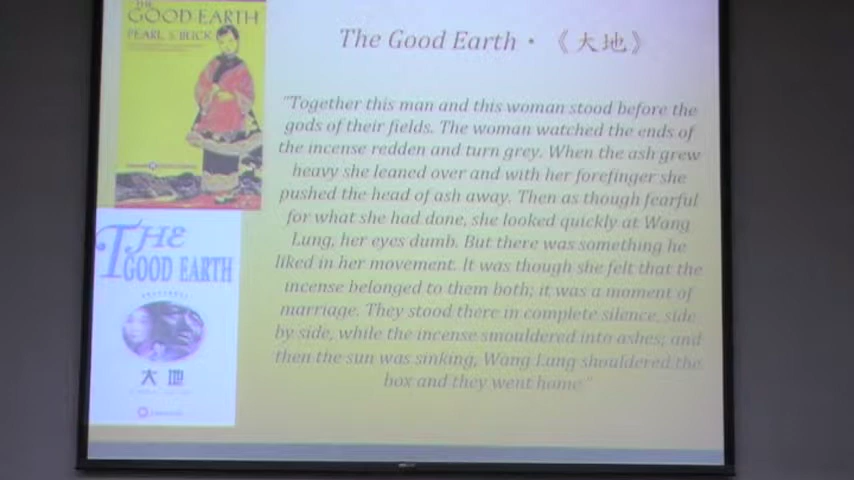 THE
GOOD EARTH
PEARL S. BUCK
THE
GOOD EARTH
大 地
The Good Earth • 《大地》
"Together this man and this woman stood before the
gods of their fields. The woman watched the ends of
the incense redden and turn grey. When the ash grew
heavy she leaned over and with her forefinger she
pushed the head of ash away. Then as though fearful
for what she had done, she looked quickly at Wang
Lung, her eyes dumb. But there was something he
liked in her movement. It was though she felt that the
incense belonged to them both; it was a moment of
marriage. They stood there in complete silence, side
by side, while the incense smouldered into ashes; and
then the sun was sinking, Wang Lung shouldered the
box and they went home."